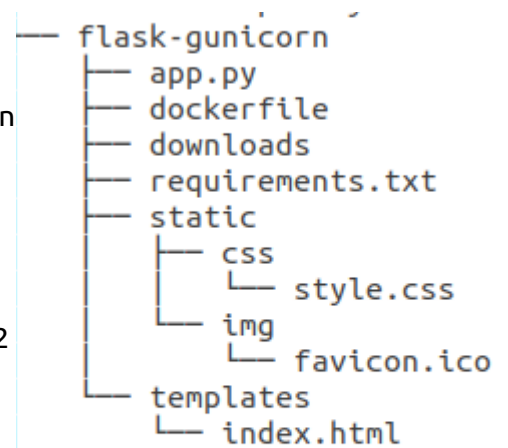 ── flask-gunicorn
├── app.py
├── dockerfile
├── downloads
├── requirements.txt
├── static
│   ├── css
│   │   └── style.css
│   └── img
│       └── favicon.ico
└── templates
    └── index.html